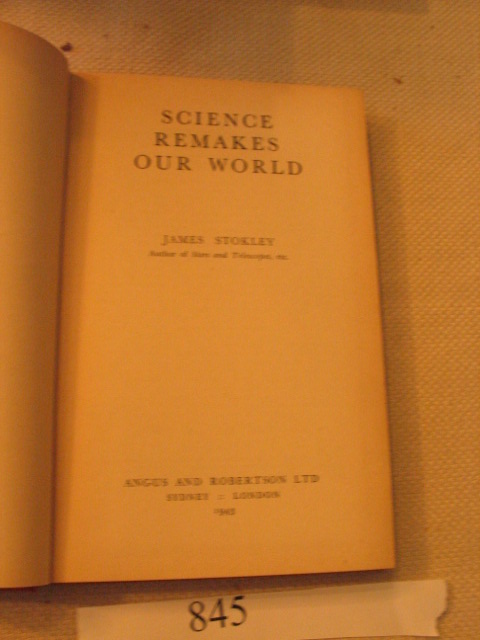 SCIENCE
REMAKES
OUR WORLD
JAMES STOKLEY
Author of Stars and Telescopes, etc.
ANGUS AND ROBERTSON LTD
SYDNEY :: LONDON
845